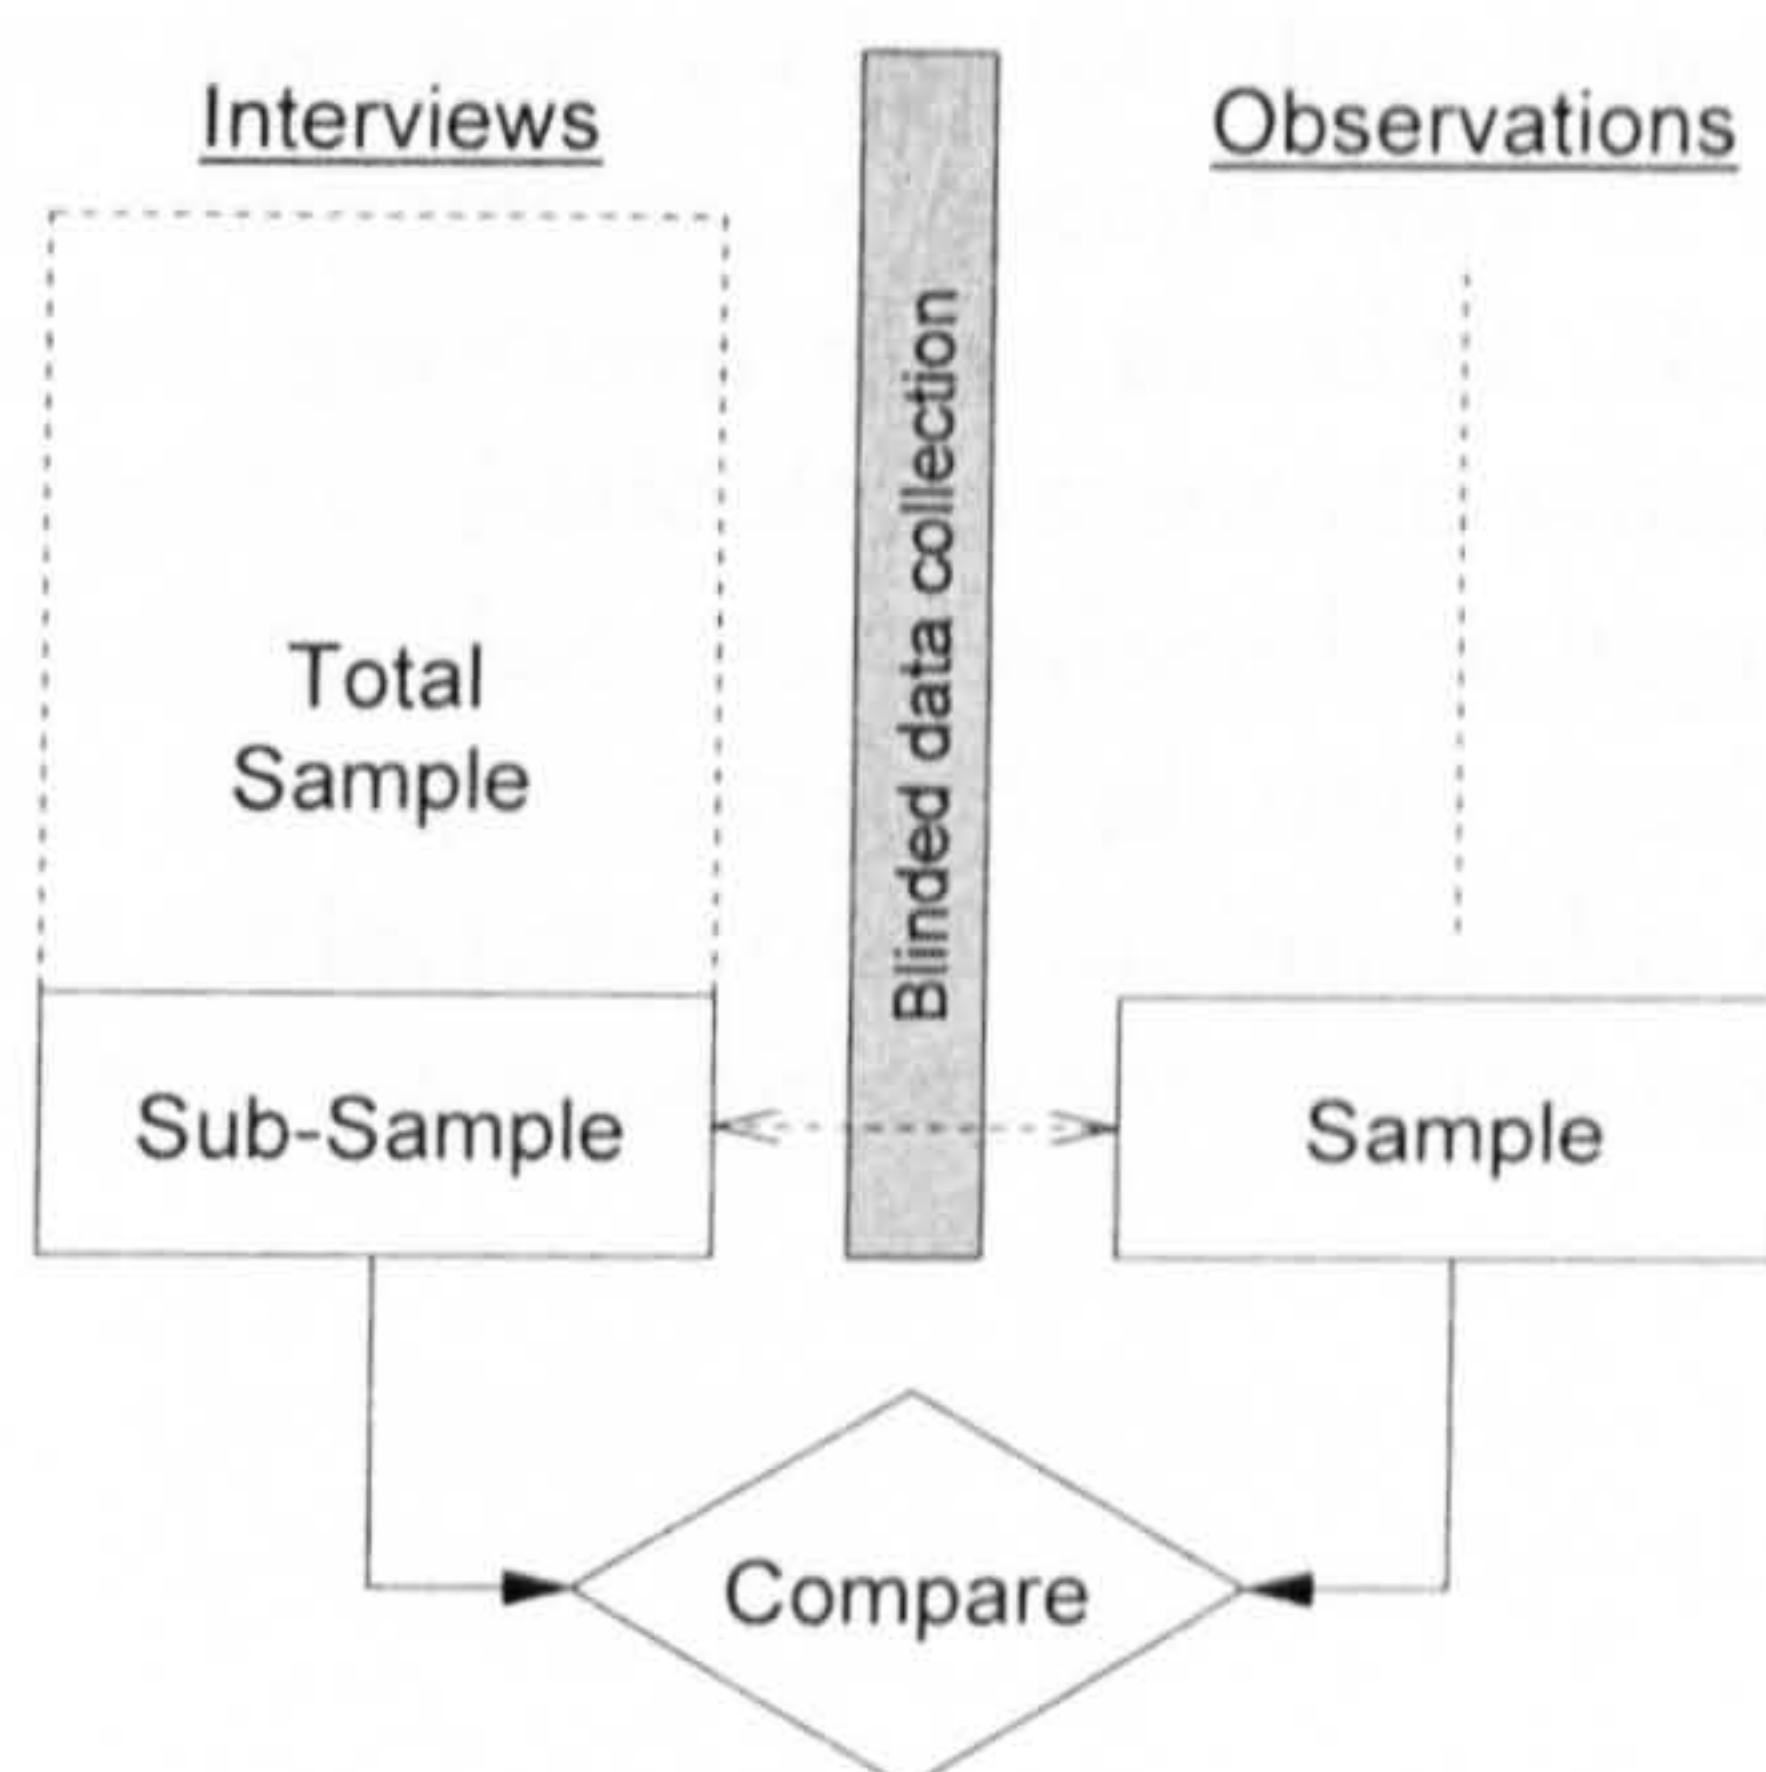 Interviews
Observations
Blinded data collection
Total
Sample
Sub-Sample
Sample
Compare